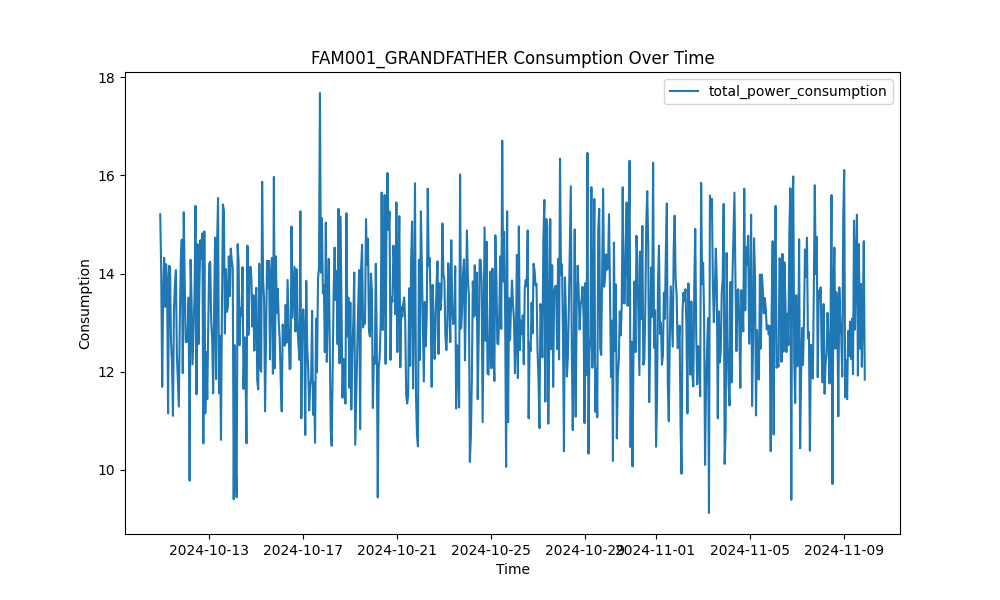 FAM001_GRANDFATHER Consumption Over Time
total_power_consumption
Consumption
18
16
14
12
10
2024-10-13 2024-10-17 2024-10-21 2024-10-25 2024-10-29 2024-11-01 2024-11-05 2024-11-09
Time